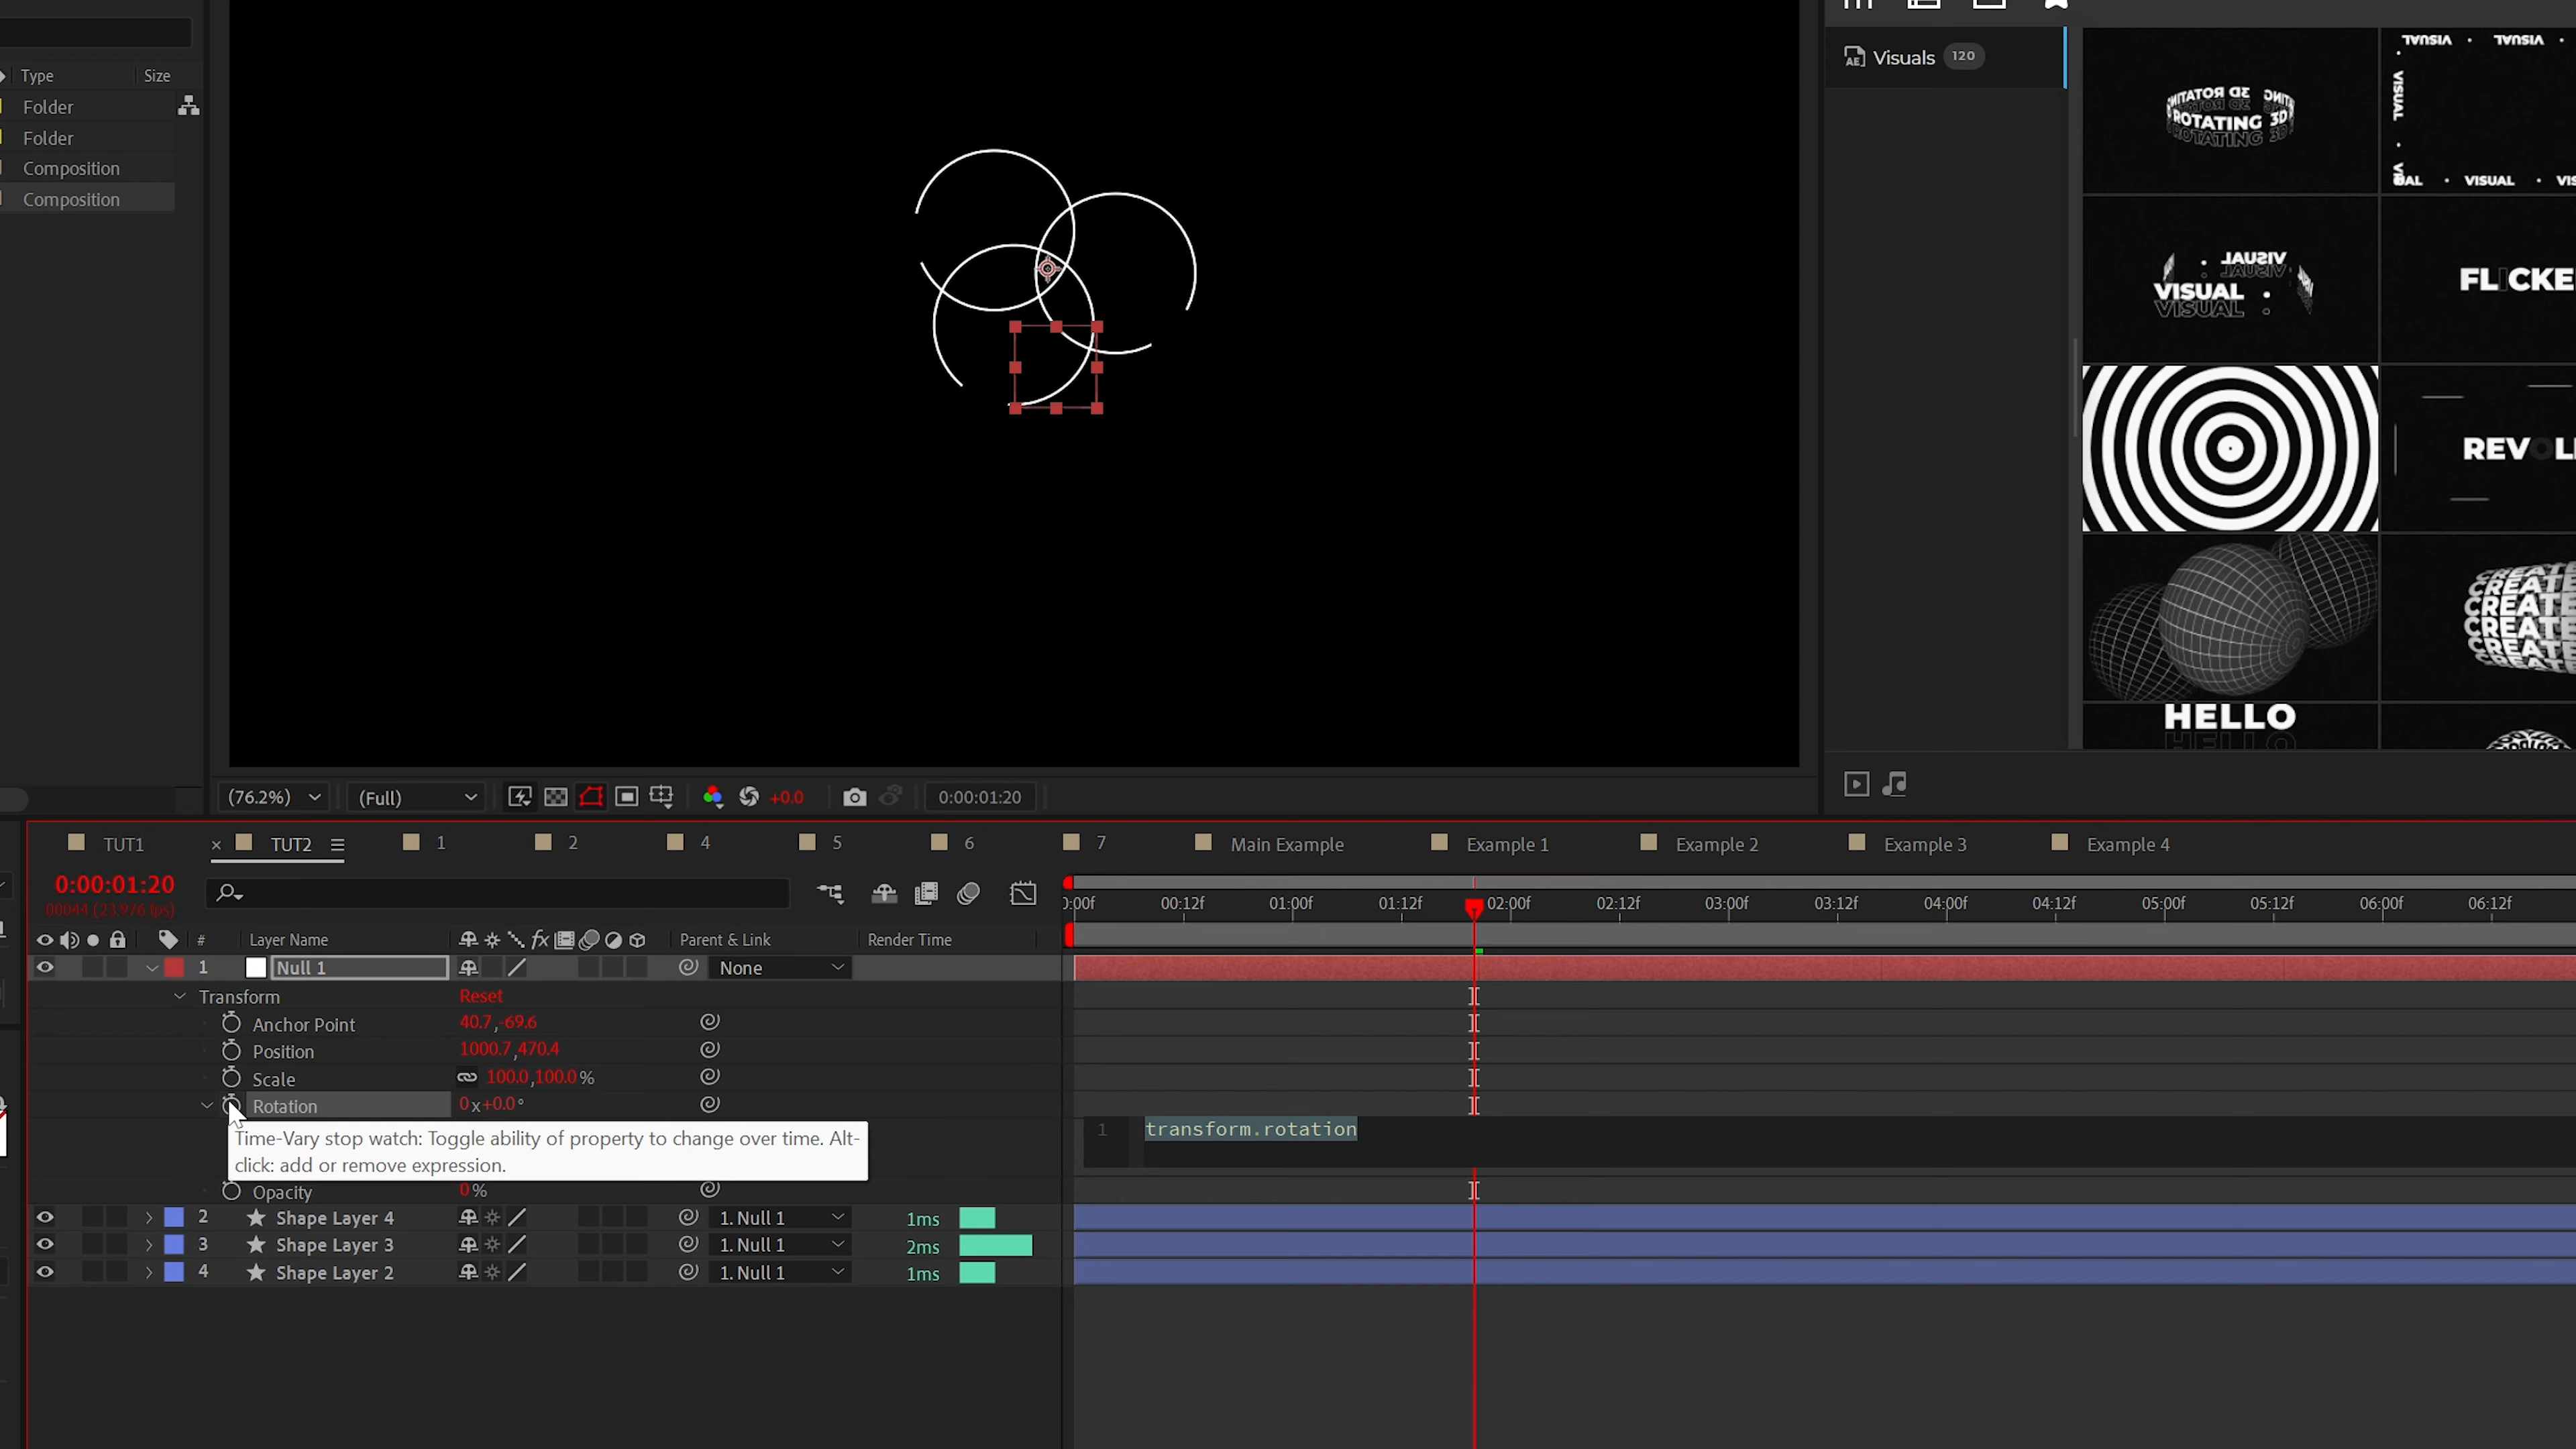 Type Size
Folder
Folder
Composition
Composition
Visuals 120
ROTATING 3D
VISUAL
VISUAL
FLICKE
HELLO
(76.2%) (Full) +0.0 0:00:01:20
TUT1 × TUT2 1 2 4 5 6 7 Main Example Example 1 Example 2 Example 3 Example 4
0:00:01:20
00044 (23.976 fps)
0:00f 00:12f 01:00f 01:12f 02:00f 02:12f 03:00f 03:12f 04:00f 04:12f 05:00f 05:12f 06:00f 06:12f
# Layer Name fx Parent & Link Render Time
1 Null 1 None
Transform Reset
Anchor Point 40.7,-69.6
Position 1000.7,470.4
Scale 100.0,100.0%
Rotation 0x+0.0°
1 transform.rotation
Time-Vary stop watch: Toggle ability of property to change over time. Alt-
click: add or remove expression.
Opacity 0%
2 Shape Layer 4 1. Null 1 1ms
3 Shape Layer 3 1. Null 1 2ms
4 Shape Layer 2 1. Null 1 1ms